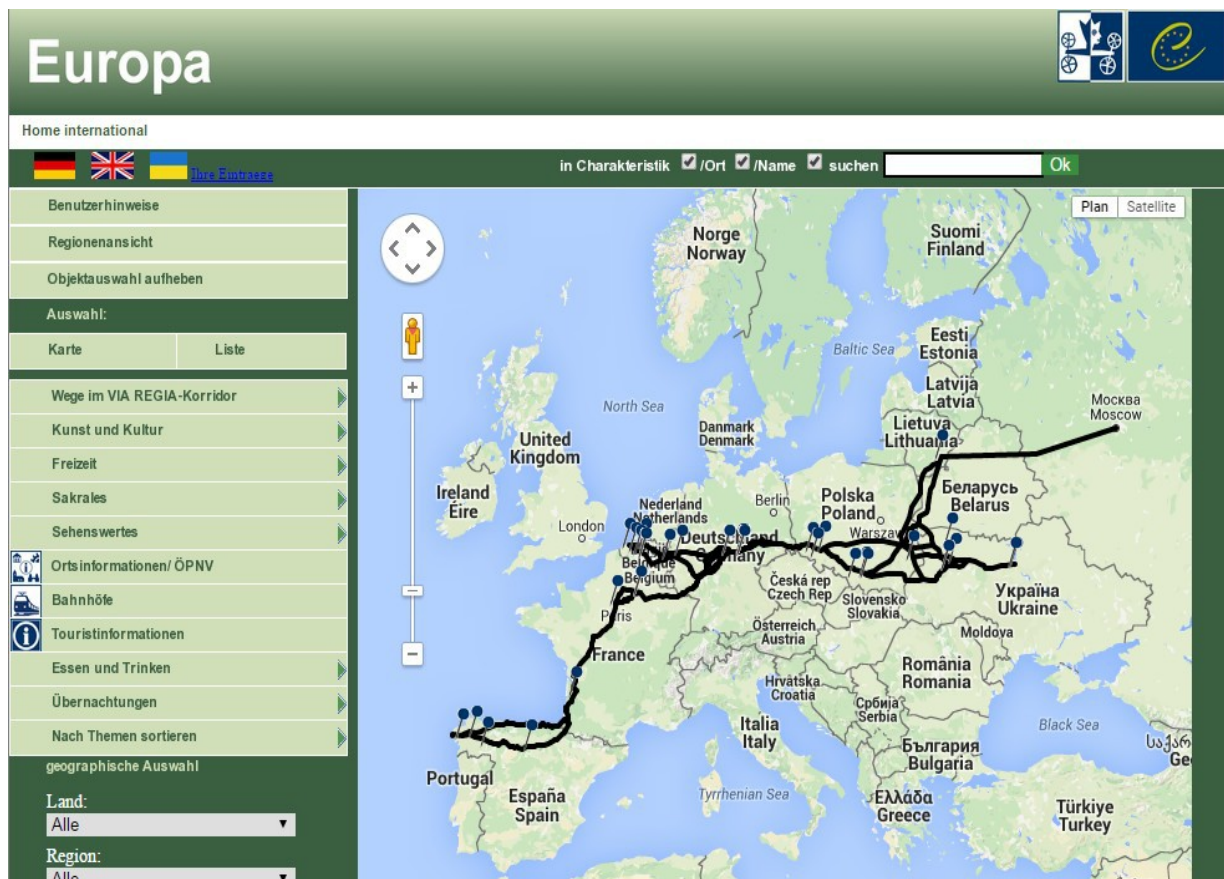 Europa
Home international
Ihre Eintraege
in Charakteristik /Ort /Name suchen Ok
Benutzerhinweise
Regionenansicht
Objektauswahl aufheben
Auswahl:
Karte Liste
Wege im VIA REGIA-Korridor
Kunst und Kultur
Freizeit
Sakrales
Sehenswertes
Ortsinformationen/ ÖPNV
Bahnhöfe
Touristinformationen
Essen und Trinken
Übernachtungen
Nach Themen sortieren
geographische Auswahl
Land:
Alle
Region:
Alle
Plan Satellite
Norge
Norway
Suomi
Finland
Eesti
Estonia
Baltic Sea
Latvija
Latvia
Москва
Moscow
North Sea
Danmark
Denmark
Lietuva
Lithuania
United
Kingdom
Ireland
Éire
Беларусь
Belarus
Nederland
Netherlands
Berlin
Polska
Poland
London
Warszaw
Deutschland
Germany
Belgique
Belgium
Česká rep
Czech Rep
Slovensko
Slovakia
Україна
Ukraine
Paris
Österreich
Austria
Moldova
France
România
Romania
Hrvatska
Croatia
Србија
Serbia
Italia
Italy
Black Sea
България
Bulgaria
Portugal
España
Spain
Tyrrhenian Sea
Ελλάδα
Greece
Türkiye
Turkey